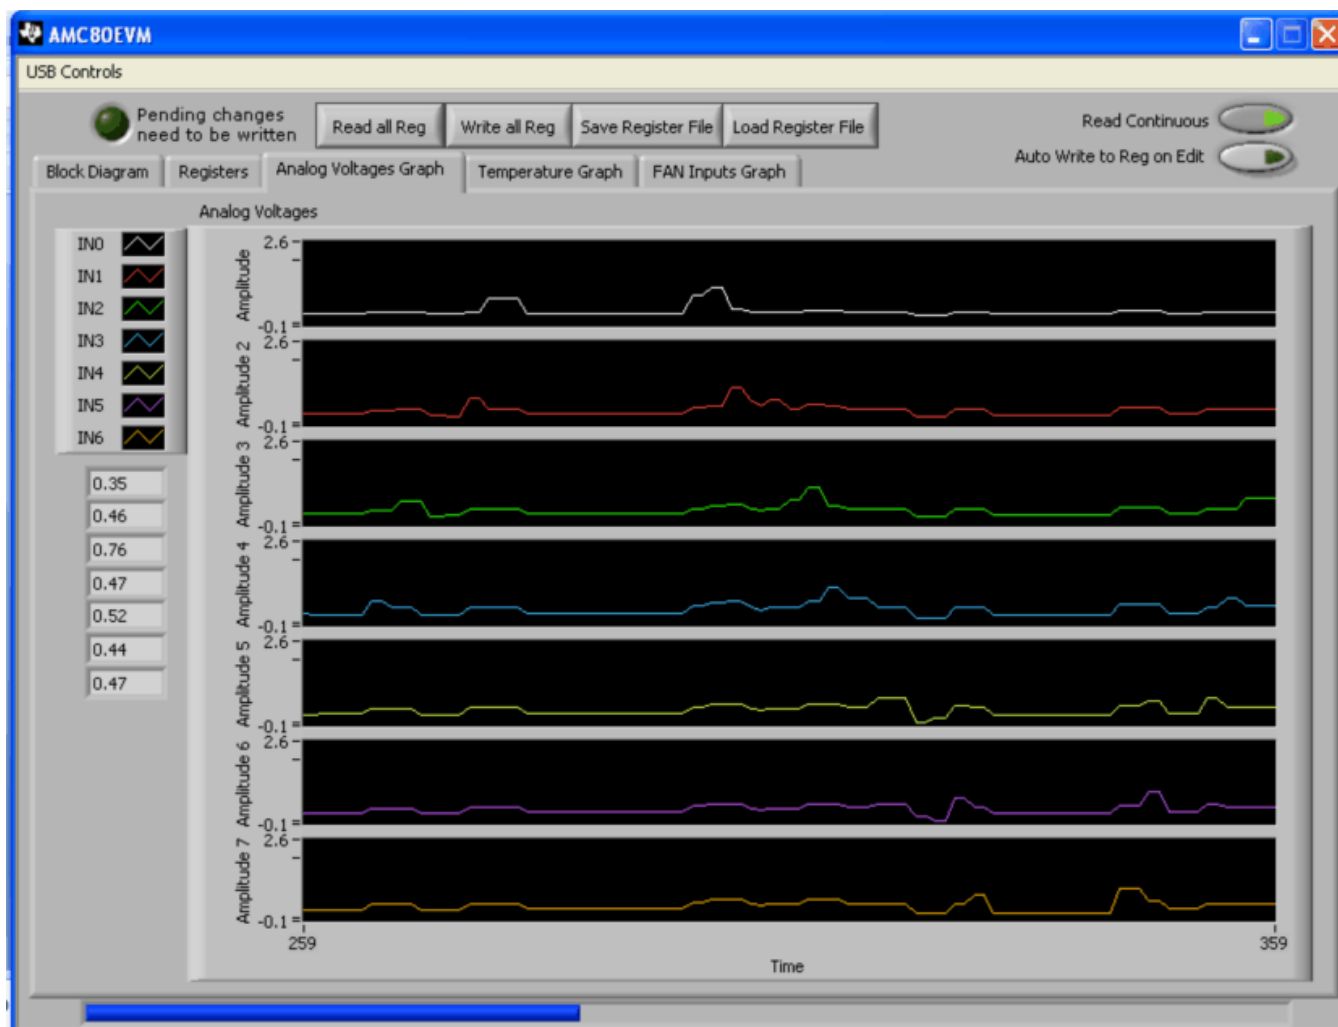 AMC80EVM
USB Controls
Pending changes
need to be written
Read all Reg
Write all Reg
Save Register File
Load Register File
Read Continuous
Auto Write to Reg on Edit
Block Diagram
Registers
Analog Voltages Graph
Temperature Graph
FAN Inputs Graph
Analog Voltages
IN0
IN1
IN2
IN3
IN4
IN5
IN6
0.35
0.46
0.76
0.47
0.52
0.44
0.47
Amplitude
2.6
-0.1
Amplitude 2
2.6
-0.1
Amplitude 3
2.6
-0.1
Amplitude 4
2.6
-0.1
Amplitude 5
2.6
-0.1
Amplitude 6
2.6
-0.1
Amplitude 7
2.6
-0.1
259
359
Time